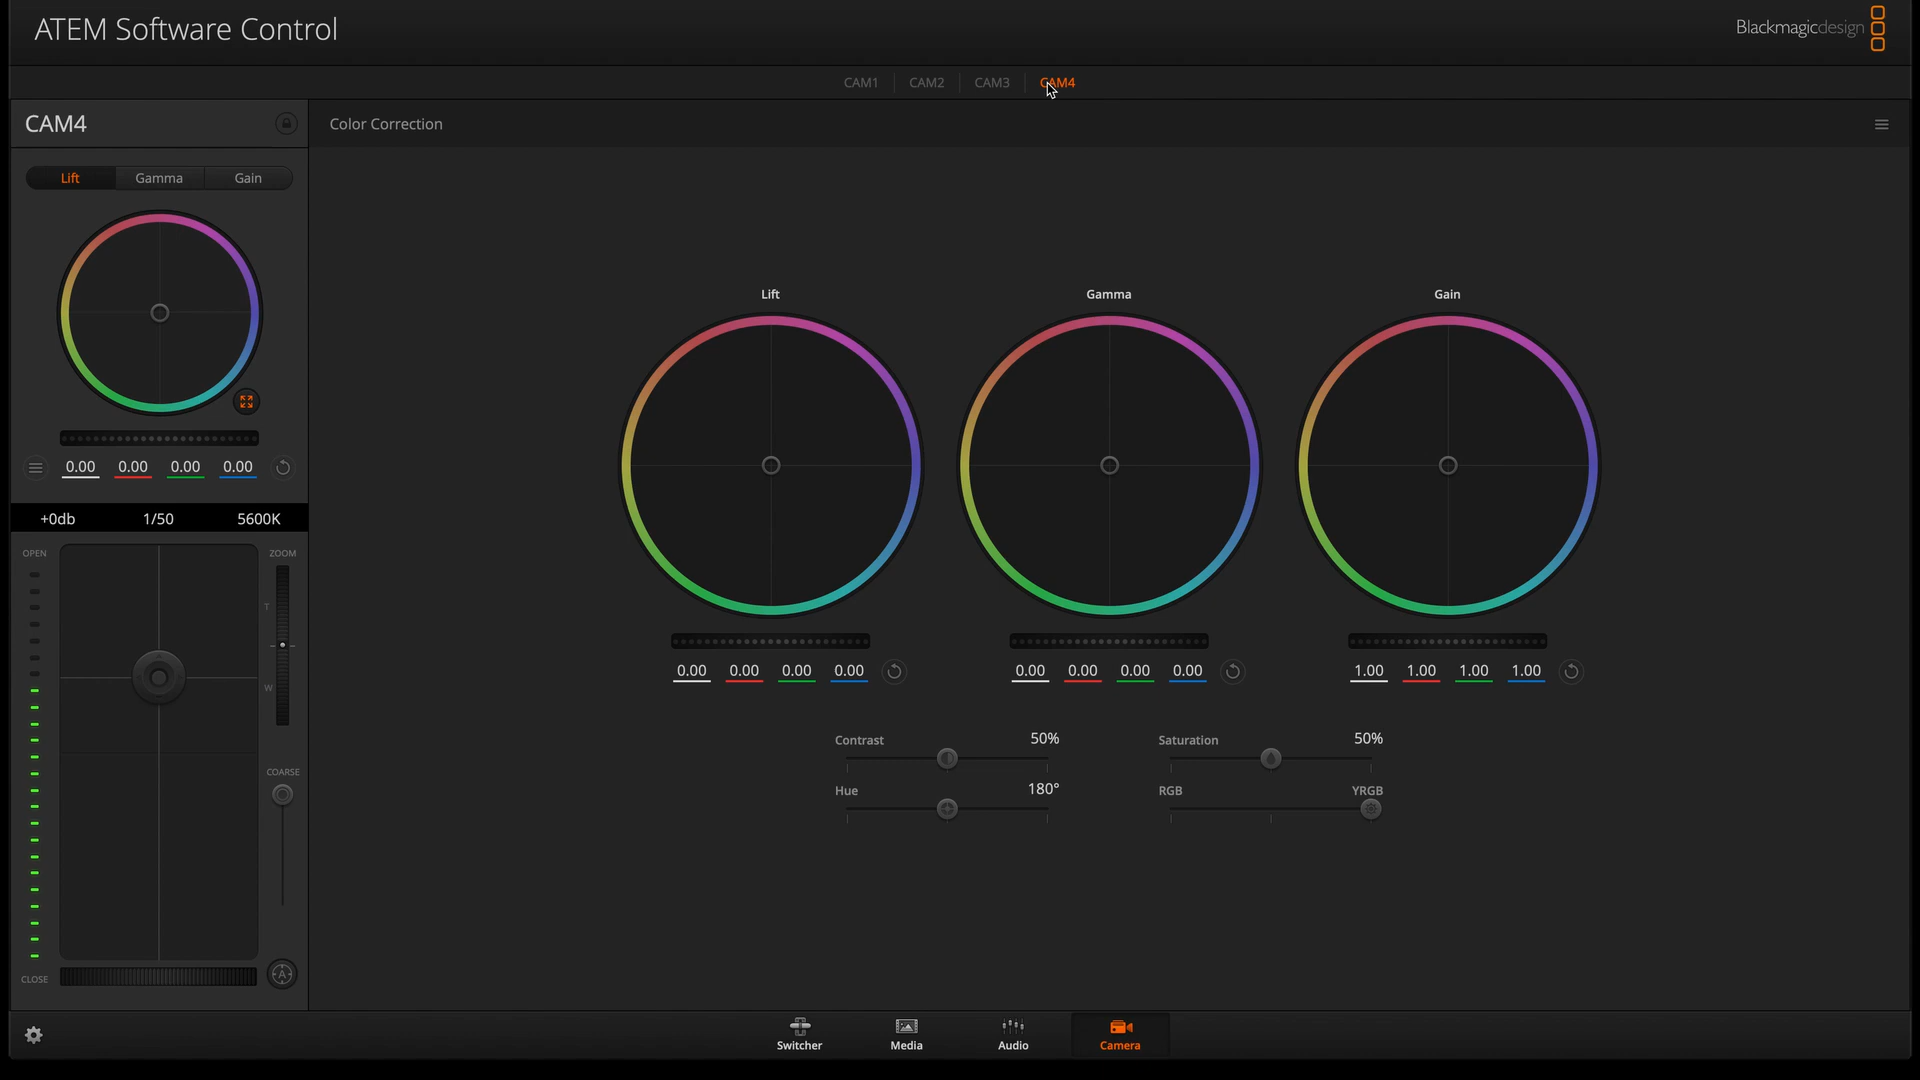 ATEM Software Control
Blackmagicdesign
CAM1 CAM2 CAM3 CAM4
CAM4
Color Correction
Lift Gamma Gain
0.00 0.00 0.00 0.00
+0db 1/50 5600K
OPEN
ZOOM
T
W
COARSE
A
CLOSE
Lift Gamma Gain
0.00 0.00 0.00 0.00
0.00 0.00 0.00 0.00
1.00 1.00 1.00 1.00
Contrast 50%
Saturation 50%
Hue 180°
RGB YRGB
Switcher Media Audio Camera